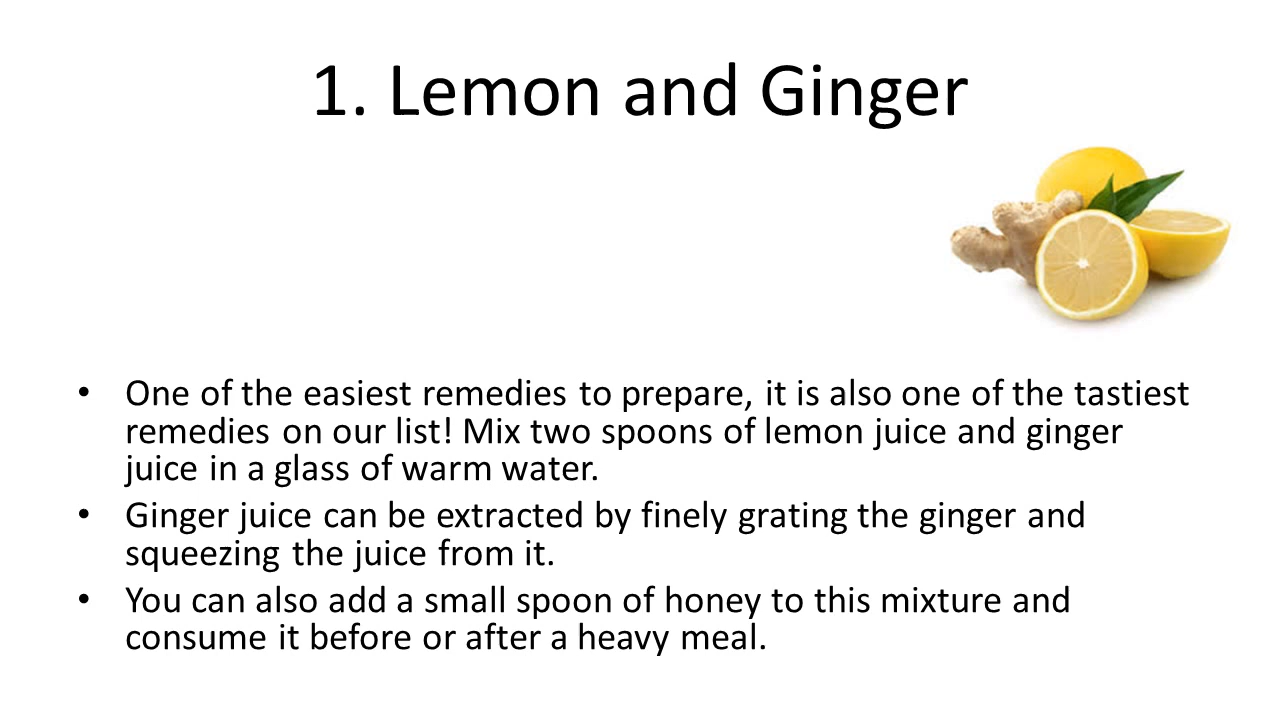 1. Lemon and Ginger
• One of the easiest remedies to prepare, it is also one of the tastiest
remedies on our list! Mix two spoons of lemon juice and ginger
juice in a glass of warm water.
• Ginger juice can be extracted by finely grating the ginger and
squeezing the juice from it.
• You can also add a small spoon of honey to this mixture and
consume it before or after a heavy meal.